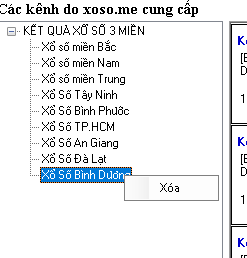 Các kênh do xoso.me cung cấp
KẾT QUẢ XỔ SỐ 3 MIỀN
Xổ số miền Bắc
Xổ số miền Nam
Xổ số miền Trung
Xổ Số Tây Ninh
Xổ Số Bình Phước
Xổ Số TP.HCM
Xổ Số An Giang
Xổ Số Đà Lạt
Xổ Số Bình Dương
Xóa